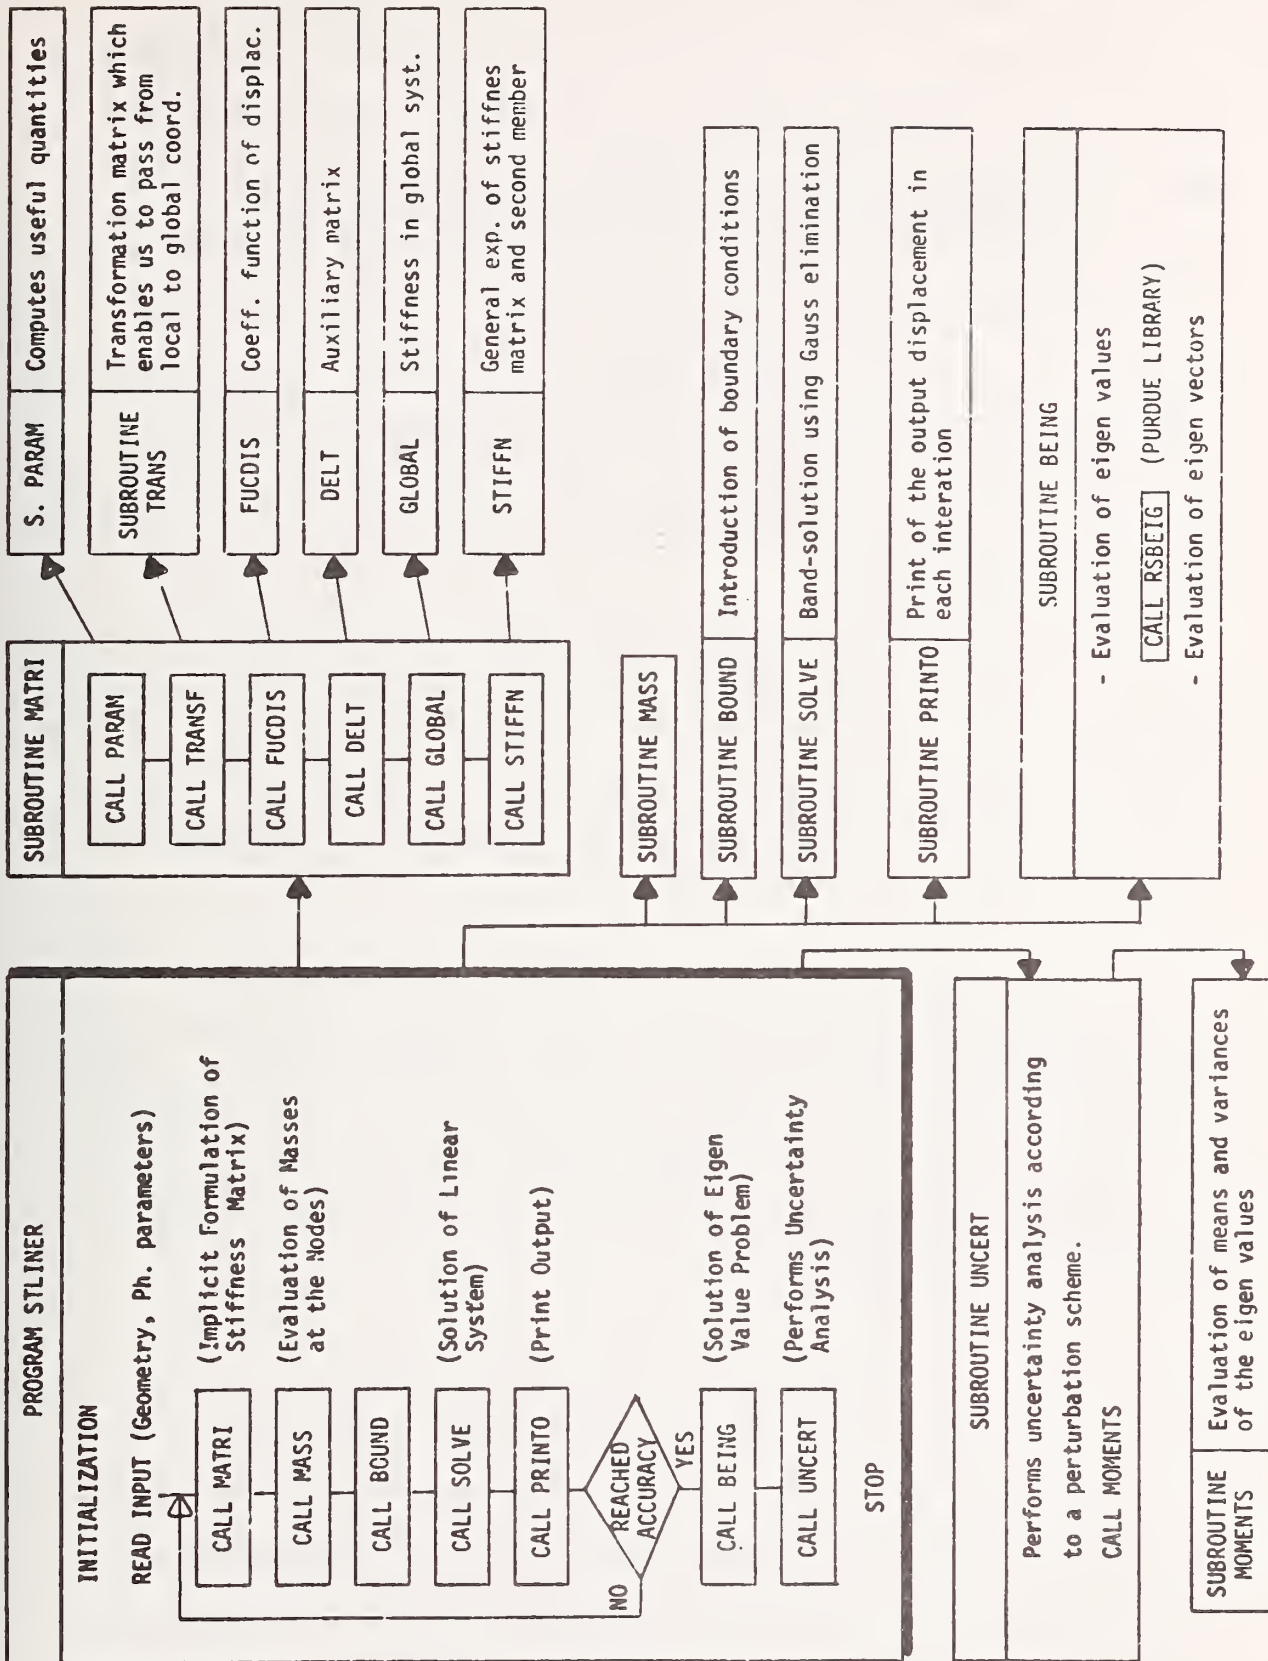 PROGRAM STLINER
INITIALIZATION
READ INPUT (Geometry, Ph. parameters)
CALL MATRI
(Implicit Formulation of
Stiffness Matrix)
CALL MASS
(Evaluation of Masses
at the Nodes)
CALL BOUND
CALL SOLVE
(Solution of Linear
System)
CALL PRINTO
(Print Output)
REACHED
ACCURACY
NO
YES
CALL BEING
(Solution of Eigen
Value Problem)
CALL UNCERT
(Performs Uncertainty
Analysis)
STOP
SUBROUTINE MATRI
CALL PARAM
CALL TRANSF
CALL FUCDIS
CALL DELT
CALL GLOBAL
CALL STIFFN
S. PARAM
Computes useful quantities
SUBROUTINE
TRANS
Transformation matrix which
enables us to pass from
local to global coord.
FUCDIS
Coeff. function of displac.
DELT
Auxiliary matrix
GLOBAL
Stiffness in global syst.
STIFFN
General exp. of stiffnes
matrix and second member
SUBROUTINE MASS
SUBROUTINE BOUND
Introduction of boundary conditions
SUBROUTINE SOLVE
Band-solution using Gauss elimination
SUBROUTINE PRINTO
Print of the output displacement in
each interation
SUBROUTINE BEING
- Evaluation of eigen values
CALL RSBEIG (PURDUE LIBRARY)
- Evaluation of eigen vectors
SUBROUTINE UNCERT
Performs uncertainty analysis according
to a perturbation scheme.
CALL MOMENTS
SUBROUTINE
MOMENTS
Evaluation of means and variances
of the eigen values